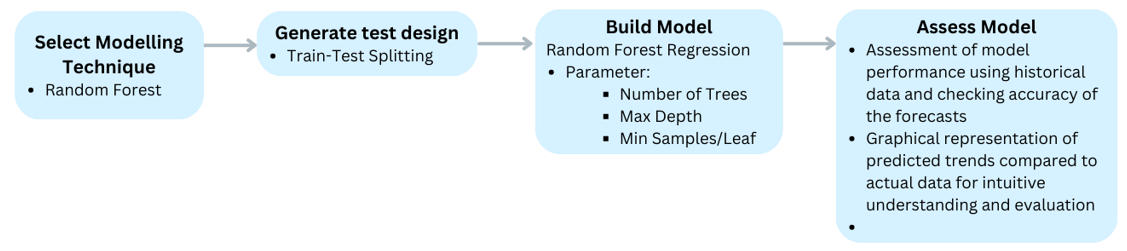 Select Modelling
Technique
• Random Forest
Generate test design
• Train-Test Splitting
Build Model
Random Forest Regression
• Parameter:
▪ Number of Trees
▪ Max Depth
▪ Min Samples/Leaf
Assess Model
• Assessment of model
performance using historical
data and checking accuracy of
the forecasts
• Graphical representation of
predicted trends compared to
actual data for intuitive
understanding and evaluation
•